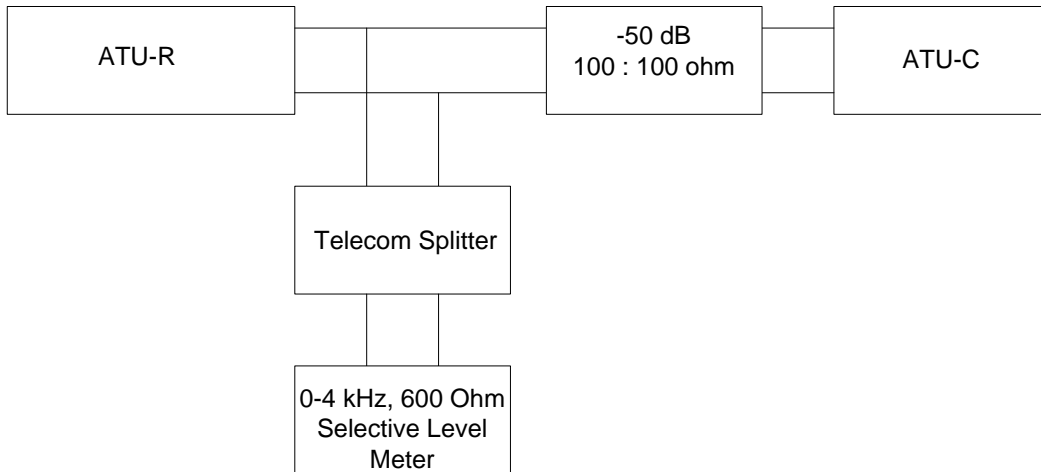 ATU-R
-50 dB
100 : 100 ohm
ATU-C
Telecom Splitter
0-4 kHz, 600 Ohm
Selective Level
Meter